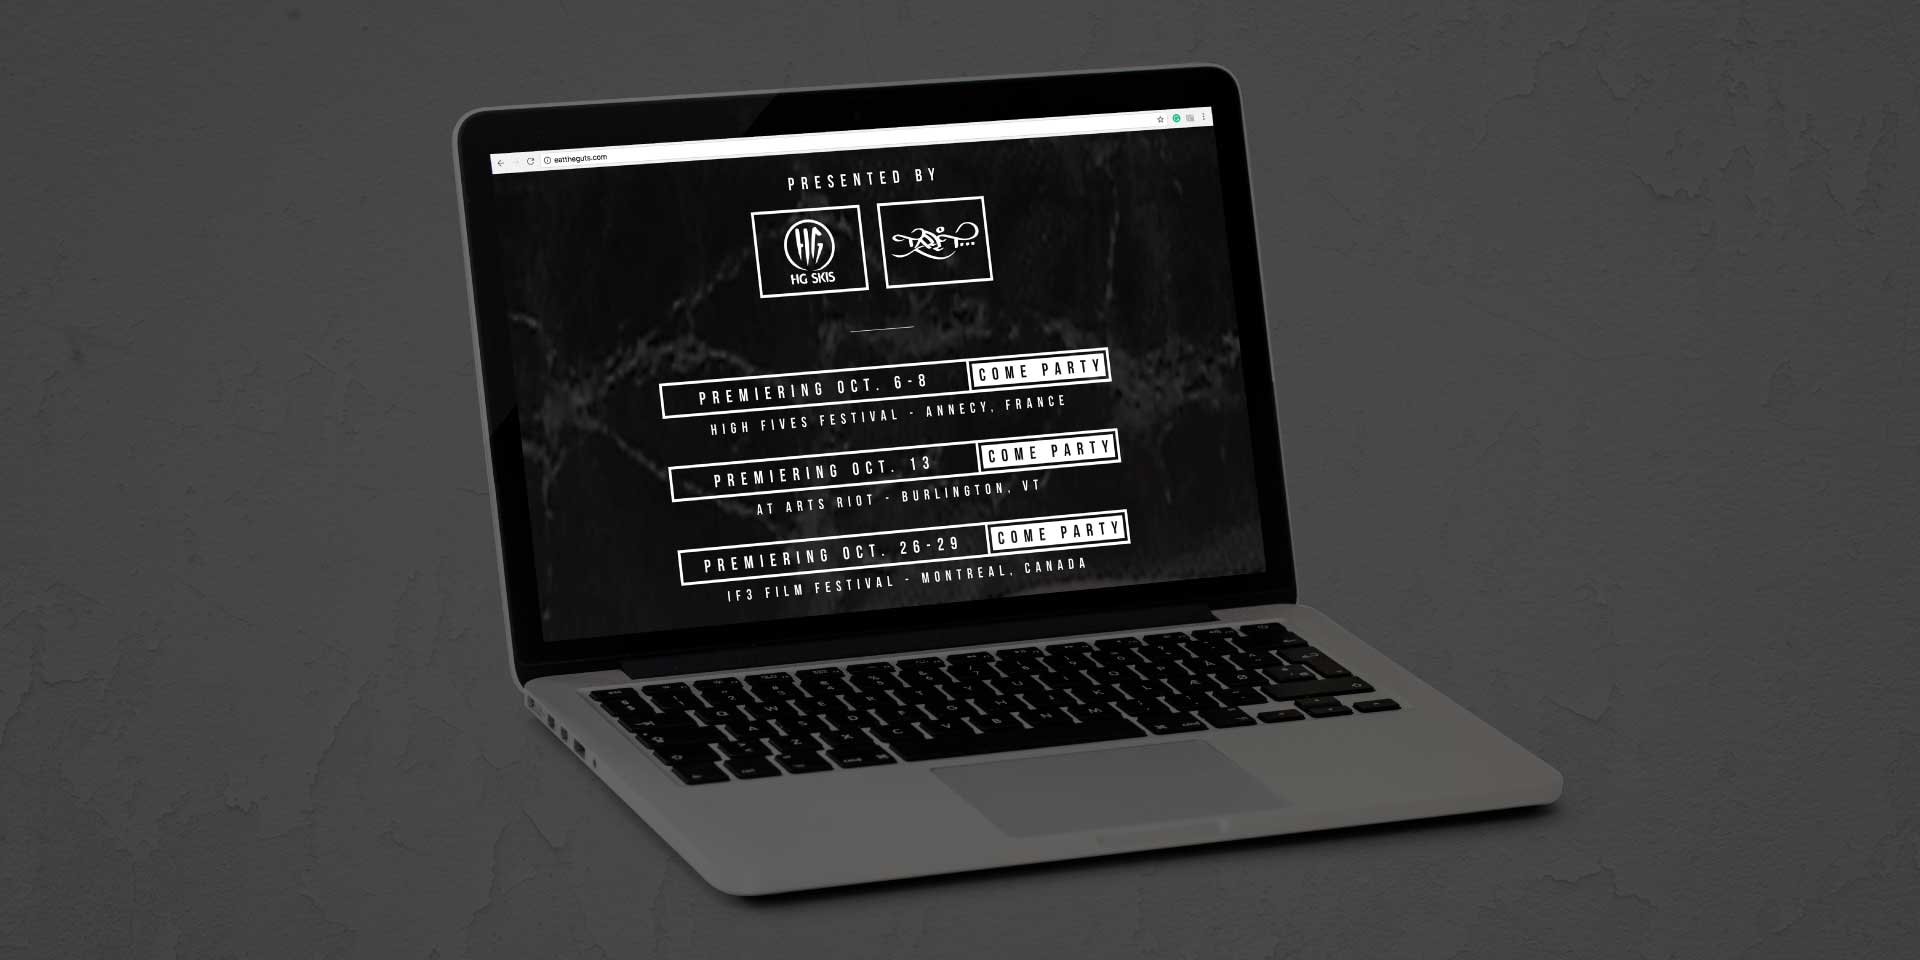 eattheguts.com
PRESENTED BY
HG
HG SKIS
PREMIERING OCT. 6-8
COME PARTY
HIGH FIVES FESTIVAL - ANNECY, FRANCE
PREMIERING OCT. 13
COME PARTY
AT ARTS RIOT - BURLINGTON, VT
PREMIERING OCT. 26-29
COME PARTY
IF3 FILM FESTIVAL - MONTREAL, CANADA